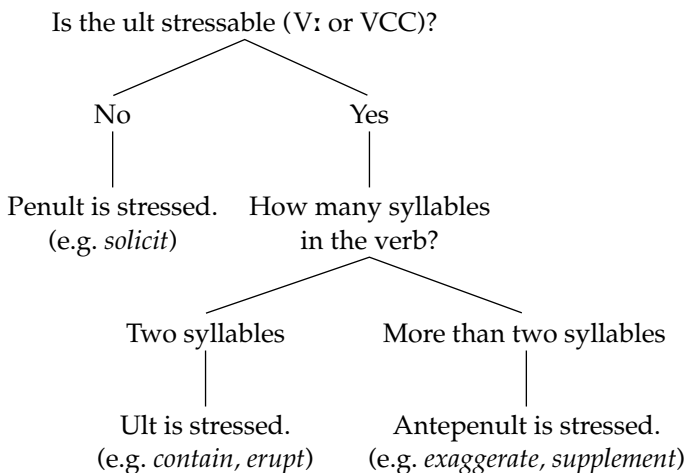 Is the ult stressable (Vː or VCC)?
No
Yes
Penult is stressed.
(e.g. solicit)
How many syllables
in the verb?
Two syllables
More than two syllables
Ult is stressed.
(e.g. contain, erupt)
Antepenult is stressed.
(e.g. exaggerate, supplement)